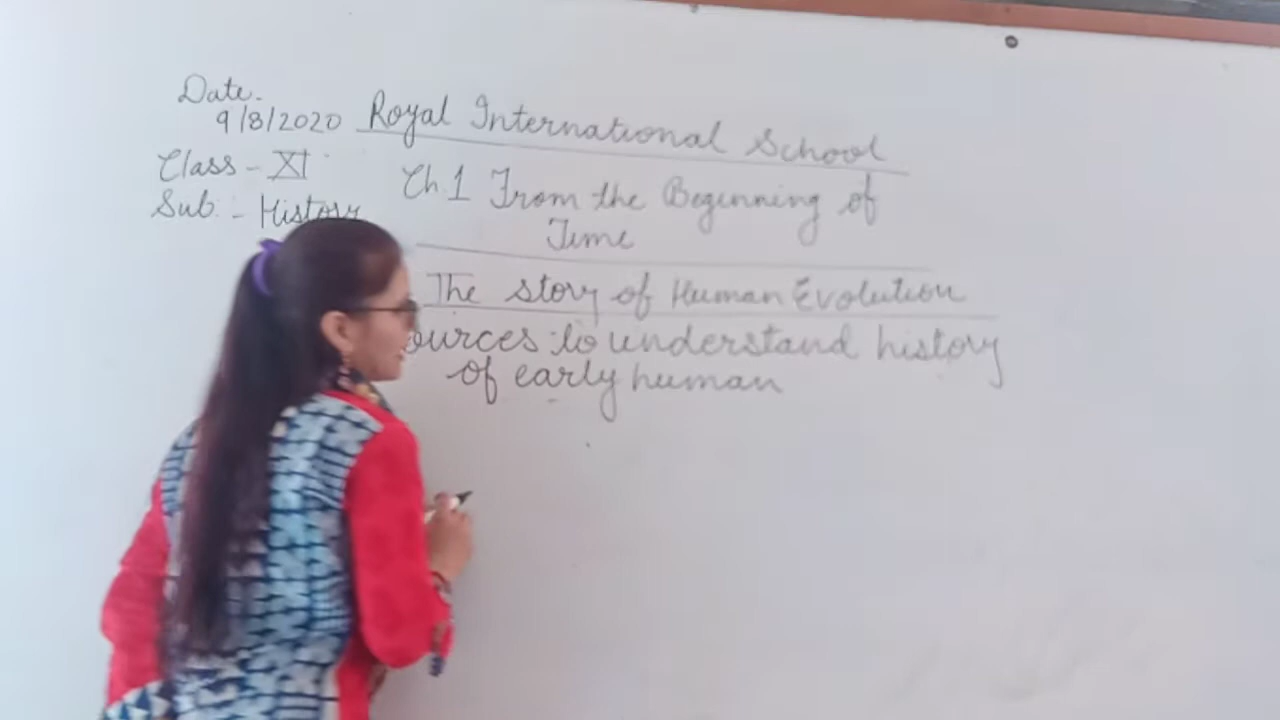 Date.
9/8/2020
Royal International School
Class - XI
Sub. - History
Ch.1 From the Beginning of
Time
The story of Human Evolution
ources to understand history
of early human